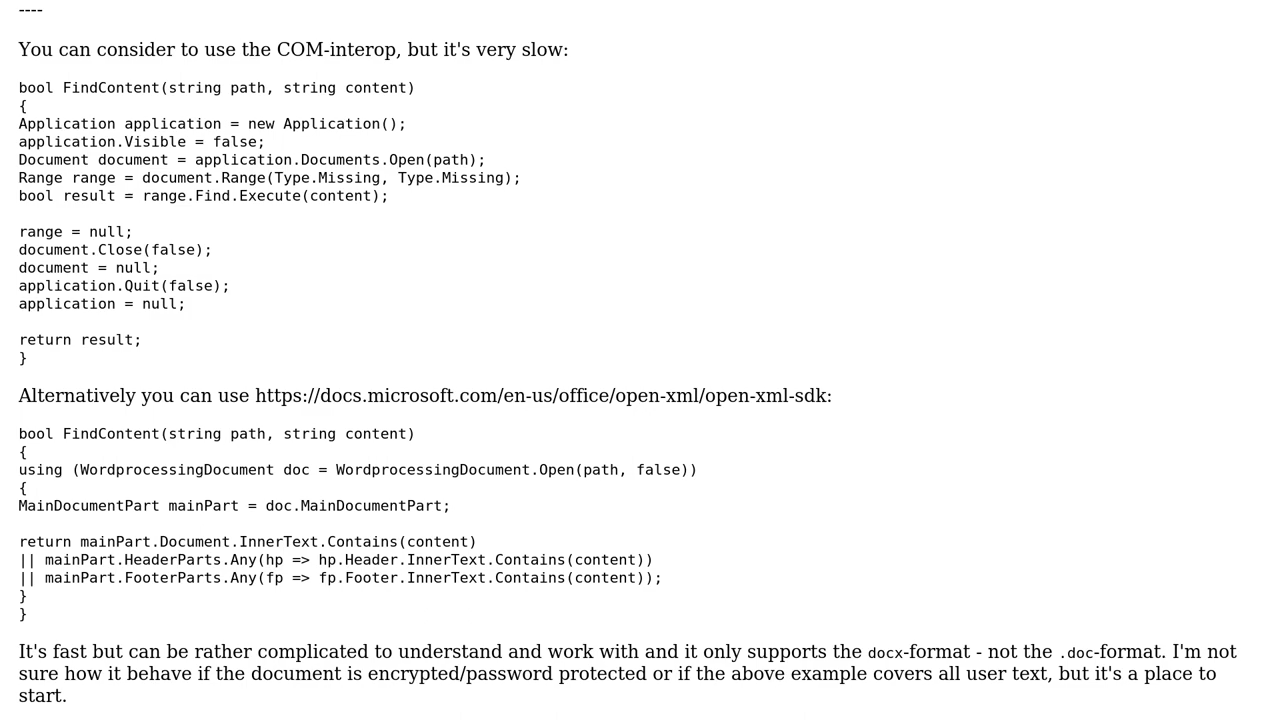 ----
You can consider to use the COM-interop, but it's very slow:
bool FindContent(string path, string content)
{
Application application = new Application();
application.Visible = false;
Document document = application.Documents.Open(path);
Range range = document.Range(Type.Missing, Type.Missing);
bool result = range.Find.Execute(content);
range = null;
document.Close(false);
document = null;
application.Quit(false);
application = null;
return result;
}
Alternatively you can use https://docs.microsoft.com/en-us/office/open-xml/open-xml-sdk:
bool FindContent(string path, string content)
{
using (WordprocessingDocument doc = WordprocessingDocument.Open(path, false))
{
MainDocumentPart mainPart = doc.MainDocumentPart;
return mainPart.Document.InnerText.Contains(content)
|| mainPart.HeaderParts.Any(hp => hp.Header.InnerText.Contains(content))
|| mainPart.FooterParts.Any(fp => fp.Footer.InnerText.Contains(content));
}
}
It's fast but can be rather complicated to understand and work with and it only supports the docx-format - not the .doc-format. I'm not
sure how it behave if the document is encrypted/password protected or if the above example covers all user text, but it's a place to
start.